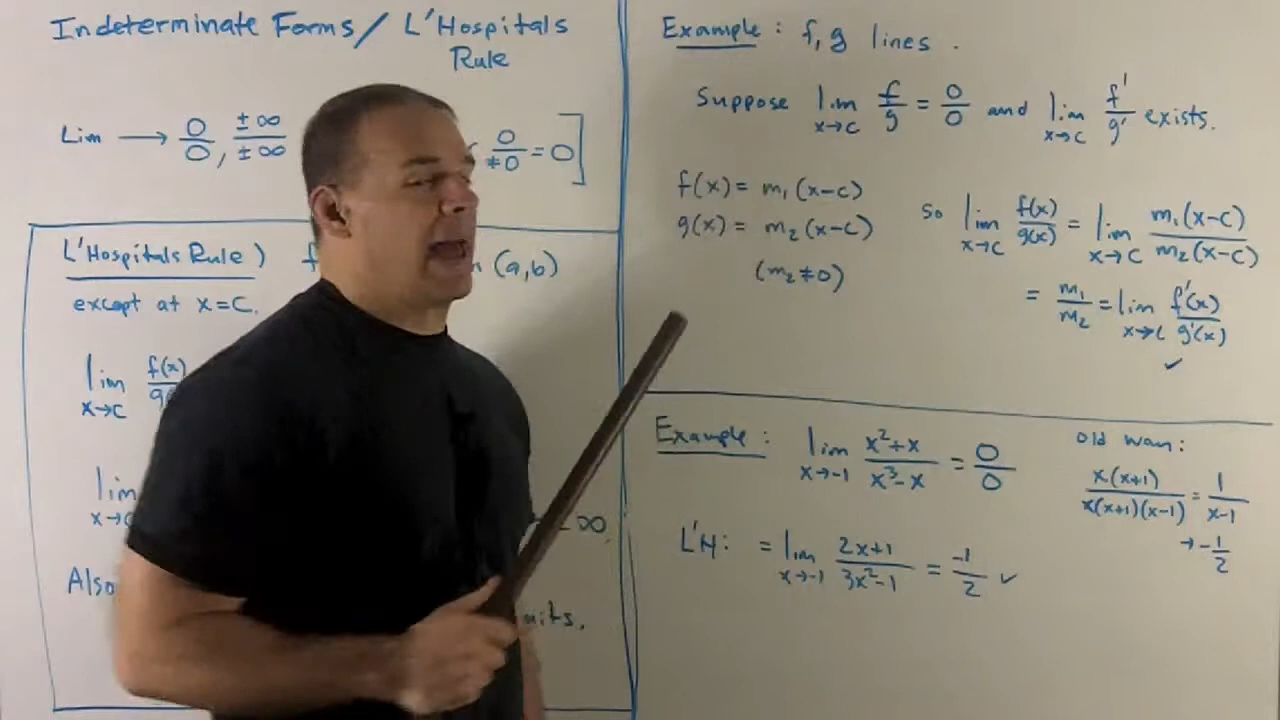 Indeterminate Forms / L'Hospitals
Rule
Lim → 0/0, ±∞/±∞ 0/≠0 = 0]
L'Hospitals Rule) f (a,b)
except at x=c.
lim x→c f(x)/g(
lim x→ ∞,
Also
Example: f, g lines.
Suppose lim x→c f/g = 0/0 and lim x→c f'/g' exists.
f(x) = m₁(x-c)
g(x) = m₂(x-c)
(m₂≠0)
so lim x→c f(x)/g(x) = lim x→c m₁(x-c)/m₂(x-c)
= m₁/m₂ = lim x→c f'(x)/g'(x)
✓
Example: lim x→-1 x²+x/x³-x = 0/0
L'H: = lim x→-1 2x+1/3x²-1 = -1/2 ✓
Old way:
x(x+1)/x(x+1)(x-1) = 1/x-1
→ -1/2